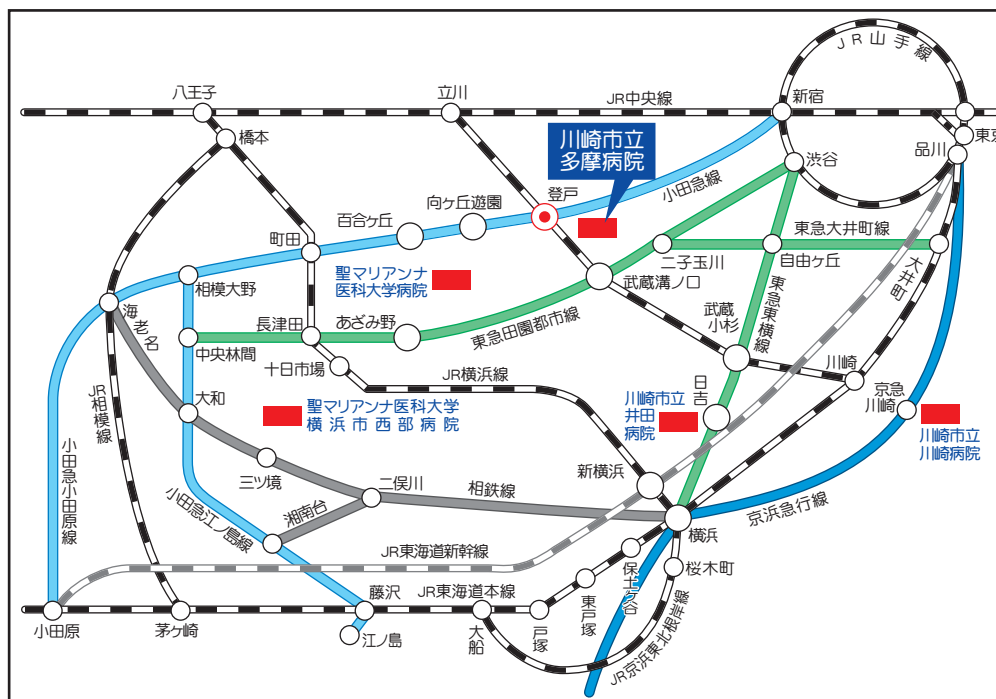 JR山手線
八王子
立川
JR中央線
新宿
橋本
川崎市立
多摩病院
品川
渋谷
登戸
小田急線
向ヶ丘遊園
百合ヶ丘
町田
東急大井町線
自由ヶ丘
二子玉川
大井町
聖マリアンナ
医科大学病院
相模大野
武蔵溝ノ口
海老名
長津田
あざみ野
東急田園都市線
武蔵
小杉
東急東横線
中央林間
十日市場
JR横浜線
川崎
京急
川崎
日吉
JR相模線
大和
聖マリアンナ医科大学
横浜市西部病院
川崎市立
井田
病院
川崎市立
川崎病院
小田急小田原線
三ツ境
二俣川
相鉄線
新横浜
湘南台
小田急江ノ島線
横浜
京浜急行線
JR東海道新幹線
保土ヶ谷
桜木町
藤沢
JR東海道本線
東戸塚
小田原
茅ヶ崎
江ノ島
大船
戸塚
JR京浜東北根岸線